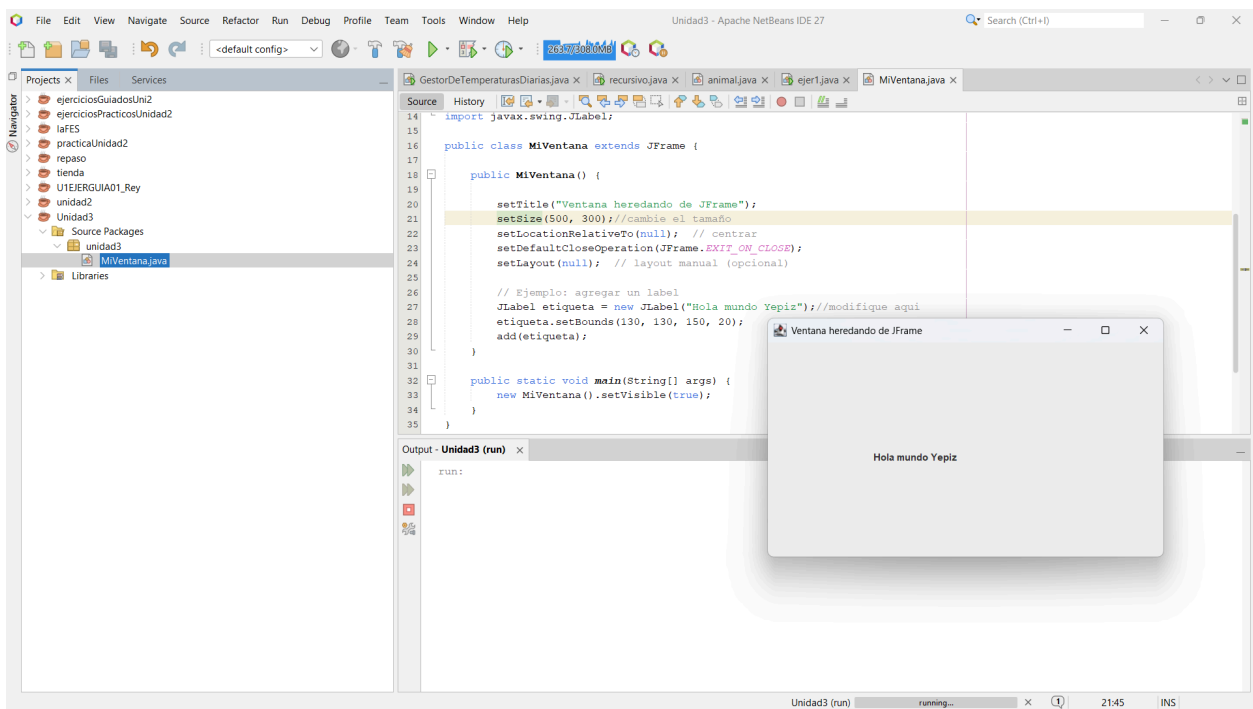 File Edit View Navigate Source Refactor Run Debug Profile Team Tools Window Help
Unidad3 - Apache NetBeans IDE 27
Search (Ctrl+I)
<default config>
263.7/308.0MB
Projects Files Services
GestorDeTemperaturasDiarias.java recursivo.java animal.java ejer1.java MiVentana.java
Navigator
ejerciciosGuiadosUni2
ejerciciosPracticosUnidad2
laFES
practicaUnidad2
repaso
tienda
U1EJERGUIA01_Rey
unidad2
Unidad3
Source Packages
unidad3
MiVentana.java
Libraries
Source History
14 import javax.swing.JLabel;
15
16 public class MiVentana extends JFrame {
17
18 public MiVentana() {
19
20 setTitle("Ventana heredando de JFrame");
21 setSize(500, 300);//cambie el tamaño
22 setLocationRelativeTo(null); // centrar
23 setDefaultCloseOperation(JFrame.EXIT_ON_CLOSE);
24 setLayout(null); // layout manual (opcional)
25
26 // Ejemplo: agregar un label
27 JLabel etiqueta = new JLabel("Hola mundo Yepiz");//modifique aqui
28 etiqueta.setBounds(130, 130, 150, 20);
29 add(etiqueta);
30 }
31
32 public static void main(String[] args) {
33 new MiVentana().setVisible(true);
34 }
35 }
Ventana heredando de JFrame
Hola mundo Yepiz
Output - Unidad3 (run)
run:
Unidad3 (run) running... 1 21:45 INS